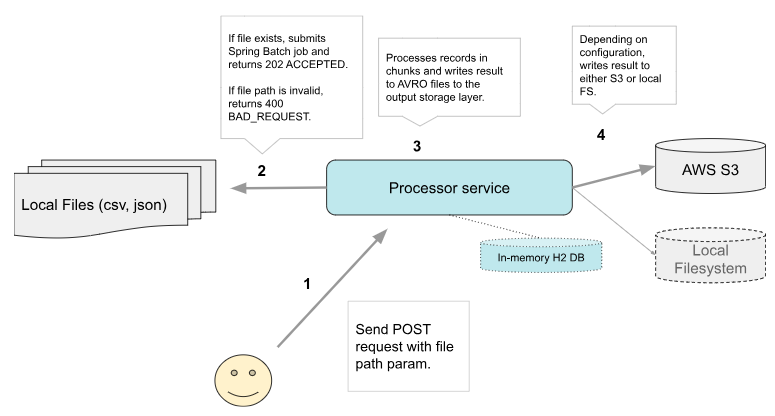 If file exists, submits
Spring Batch job and
returns 202 ACCEPTED.
If file path is invalid,
returns 400
BAD_REQUEST.
Processes records in
chunks and writes result
to AVRO files to the
output storage layer.
Depending on
configuration,
writes result to
either S3 or local
FS.
2
3
4
Local Files (csv, json)
Processor service
AWS S3
In-memory H2 DB
Local
Filesystem
1
Send POST
request with file
path param.